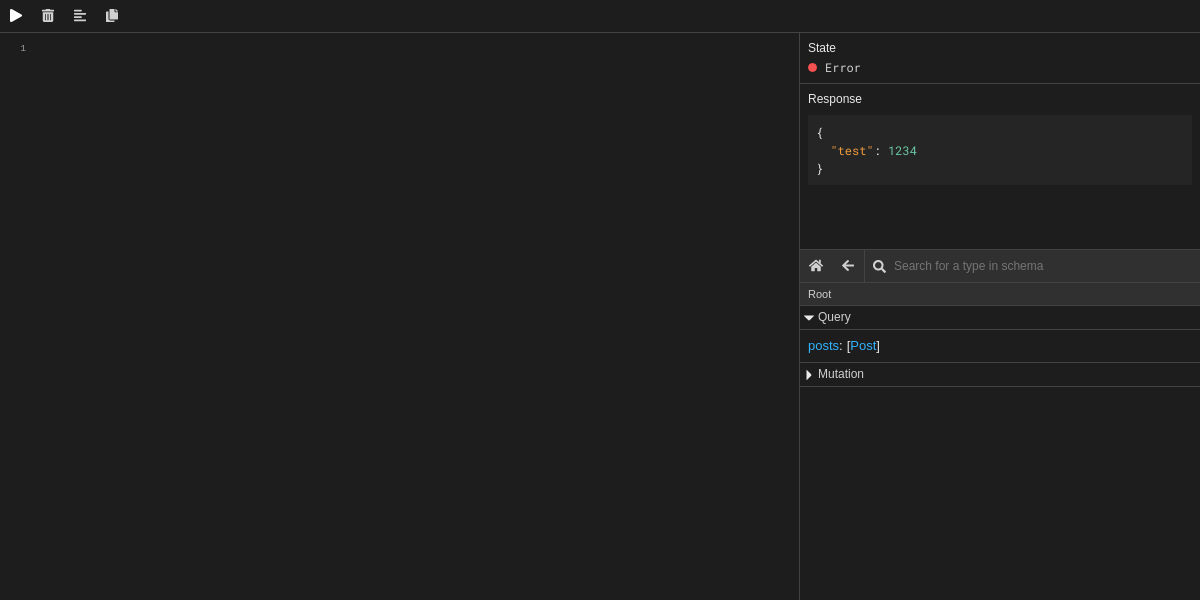 1
State
Error
Response
{
"test": 1234
}
Search for a type in schema
Root
Query
posts: [Post]
Mutation